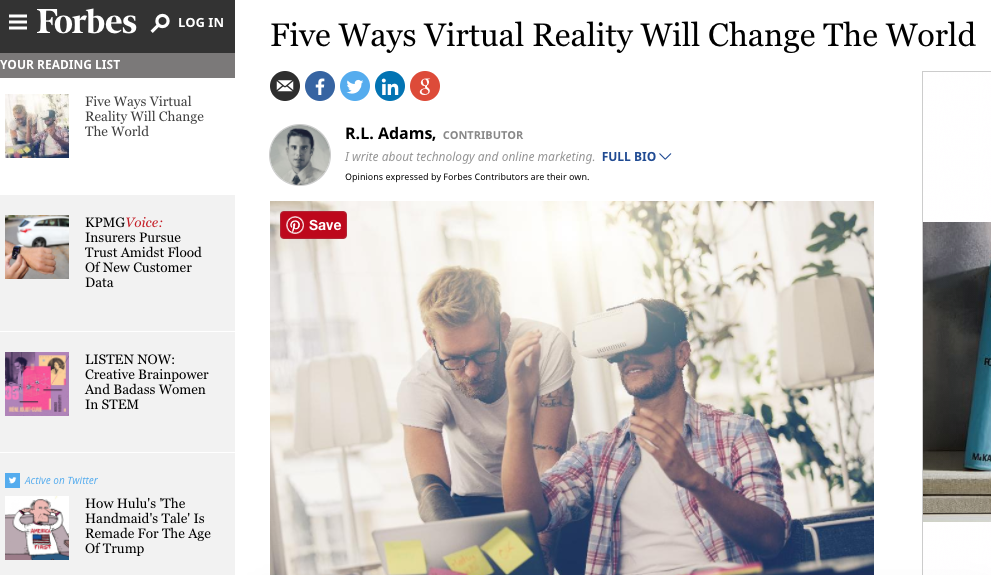 Forbes
LOG IN
YOUR READING LIST
Five Ways Virtual
Reality Will Change
The World
KPMGVoice:
Insurers Pursue
Trust Amidst Flood
Of New Customer
Data
LISTEN NOW:
Creative Brainpower
And Badass Women
In STEM
Active on Twitter
How Hulu's 'The
Handmaid's Tale' Is
Remade For The Age
Of Trump
AMERICA
FIRST
Five Ways Virtual Reality Will Change The World
R.L. Adams, CONTRIBUTOR
I write about technology and online marketing. FULL BIO
Opinions expressed by Forbes Contributors are their own.
Save